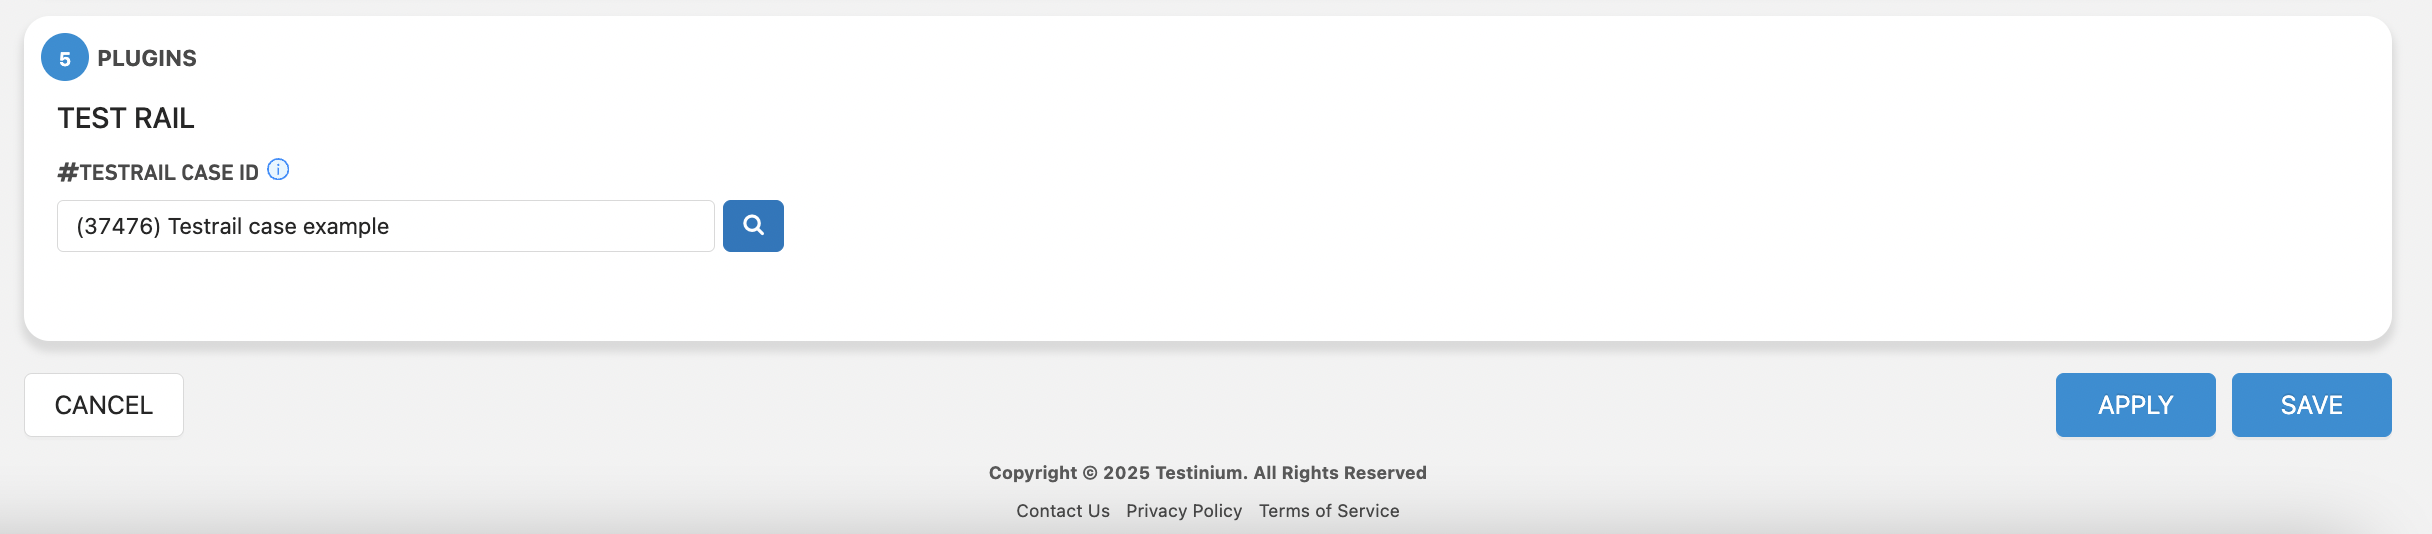 5 PLUGINS
TEST RAIL
#TESTRAIL CASE ID i
(37476) Testrail case example
CANCEL APPLY SAVE
Copyright © 2025 Testinium. All Rights Reserved
Contact Us Privacy Policy Terms of Service